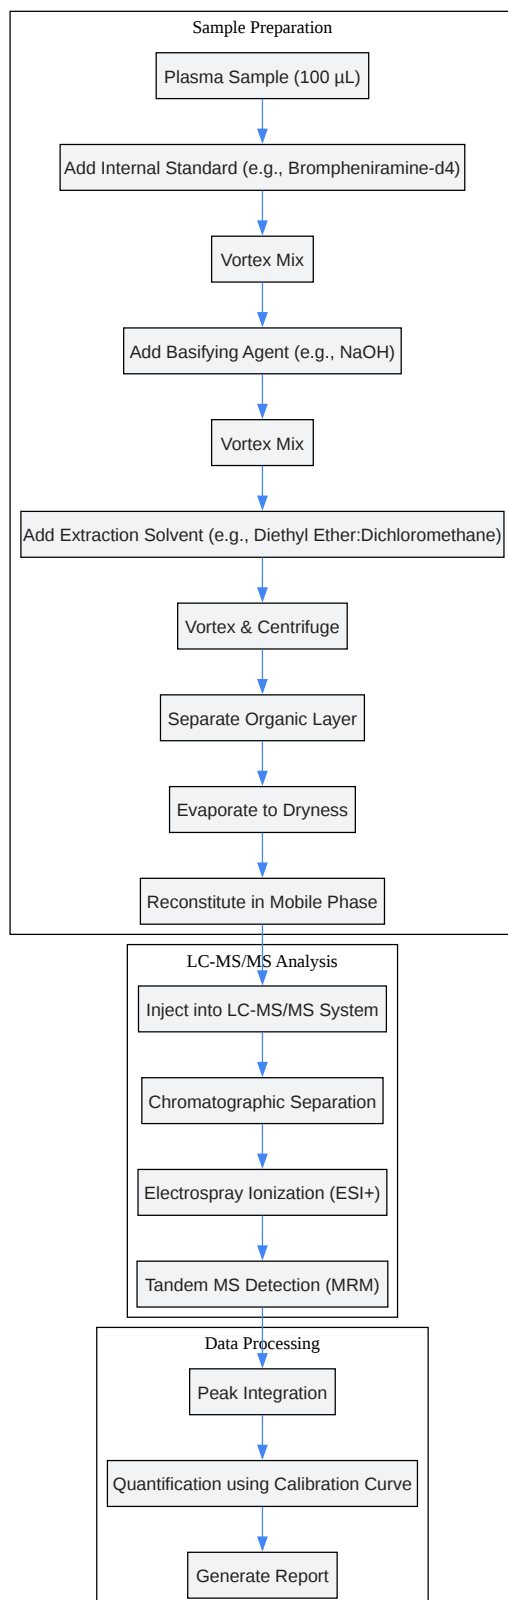 Sample Preparation
Plasma Sample (100 µL)
Add Internal Standard (e.g., Brompheniramine-d4)
Vortex Mix
Add Basifying Agent (e.g., NaOH)
Vortex Mix
Add Extraction Solvent (e.g., Diethyl Ether:Dichloromethane)
Vortex & Centrifuge
Separate Organic Layer
Evaporate to Dryness
Reconstitute in Mobile Phase
LC-MS/MS Analysis
Inject into LC-MS/MS System
Chromatographic Separation
Electrospray Ionization (ESI+)
Tandem MS Detection (MRM)
Data Processing
Peak Integration
Quantification using Calibration Curve
Generate Report